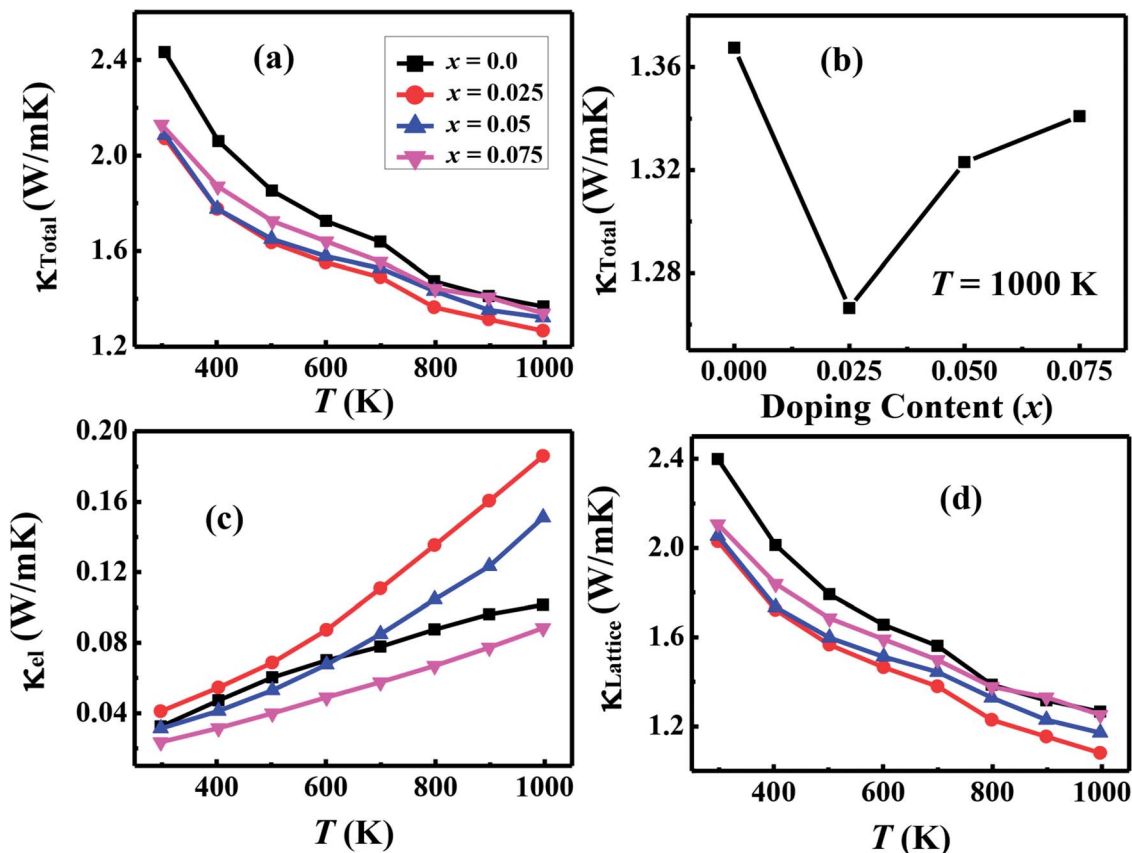 (a)
x = 0.0
x = 0.025
x = 0.05
x = 0.075
2.4
2.0
1.6
1.2
κTotal (W/mK)
400 600 800 1000
T (K)
(b)
1.36
1.32
1.28
κTotal (W/mK)
T = 1000 K
0.000 0.025 0.050 0.075
Doping Content (x)
(c)
0.20
0.16
0.12
0.08
0.04
κel (W/mK)
400 600 800 1000
T (K)
(d)
2.4
2.0
1.6
1.2
κLattice (W/mK)
400 600 800 1000
T (K)